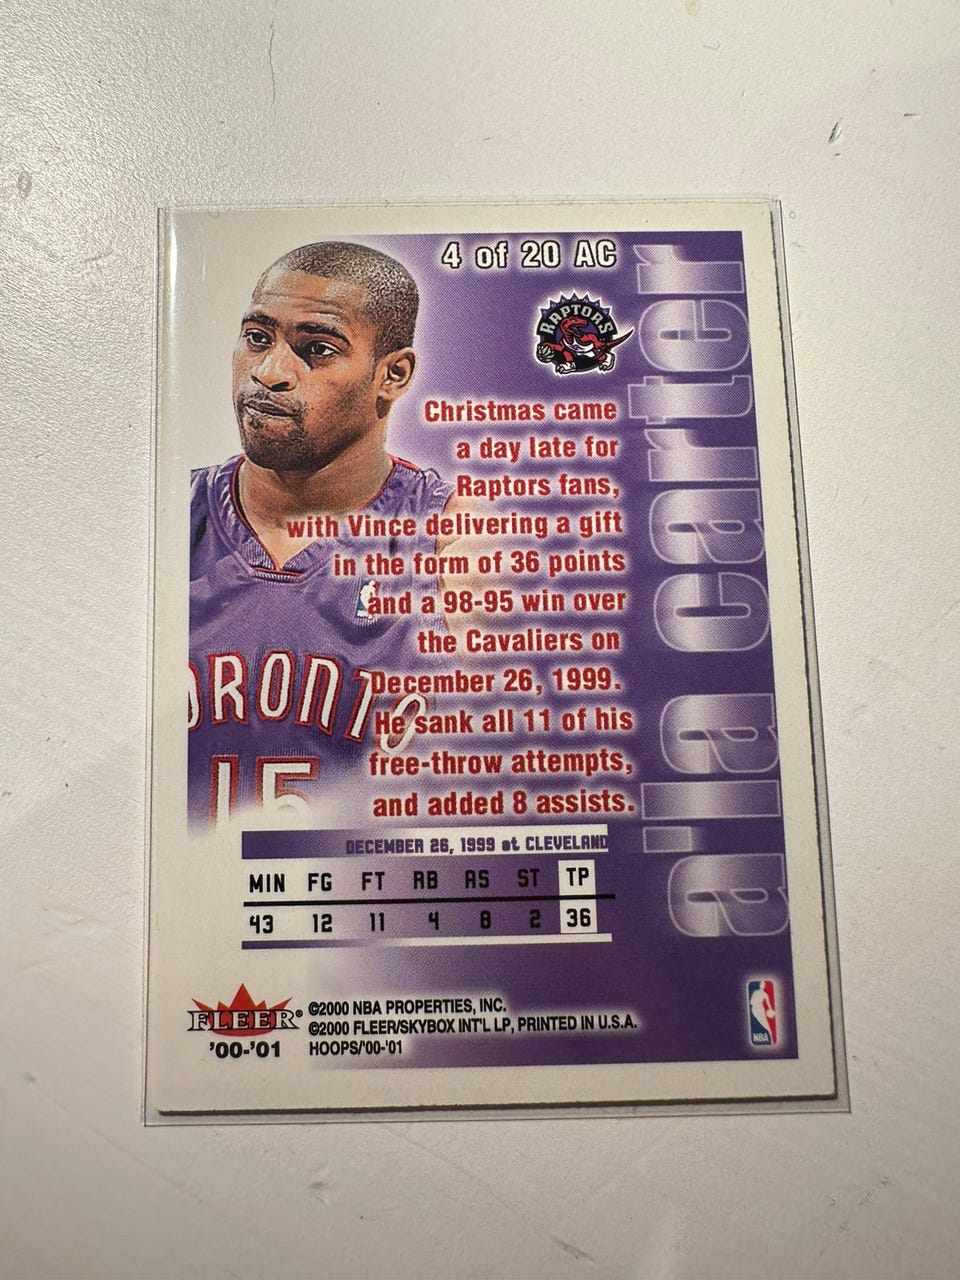 4 of 20 AC
RAPTORS
a'la carter
Christmas came
a day late for
Raptors fans,
with Vince delivering a gift
in the form of 36 points
and a 98-95 win over
the Cavaliers on
December 26, 1999.
He sank all 11 of his
free-throw attempts,
and added 8 assists.
TORONTO
15
DECEMBER 26, 1999 at CLEVELAND
MIN FG FT RB AS ST TP
43 12 11 4 8 2 36
FLEER®
'00-'01
©2000 NBA PROPERTIES, INC.
©2000 FLEER/SKYBOX INT'L LP, PRINTED IN U.S.A.
HOOPS/'00-'01
NBA